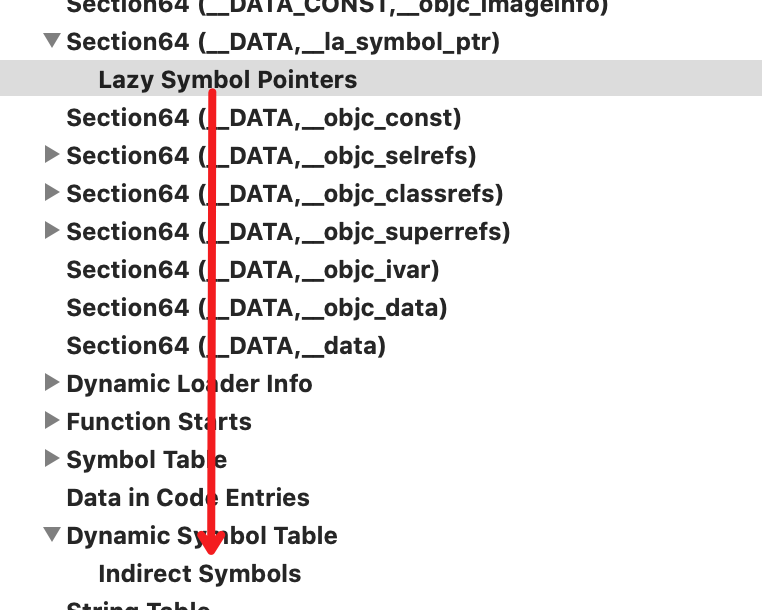 Section64 (__DATA_CONST,__objc_imageinfo)
Section64 (__DATA,__la_symbol_ptr)
Lazy Symbol Pointers
Section64 (__DATA,__objc_const)
Section64 (__DATA,__objc_selrefs)
Section64 (__DATA,__objc_classrefs)
Section64 (__DATA,__objc_superrefs)
Section64 (__DATA,__objc_ivar)
Section64 (__DATA,__objc_data)
Section64 (__DATA,__data)
Dynamic Loader Info
Function Starts
Symbol Table
Data in Code Entries
Dynamic Symbol Table
Indirect Symbols
String Table